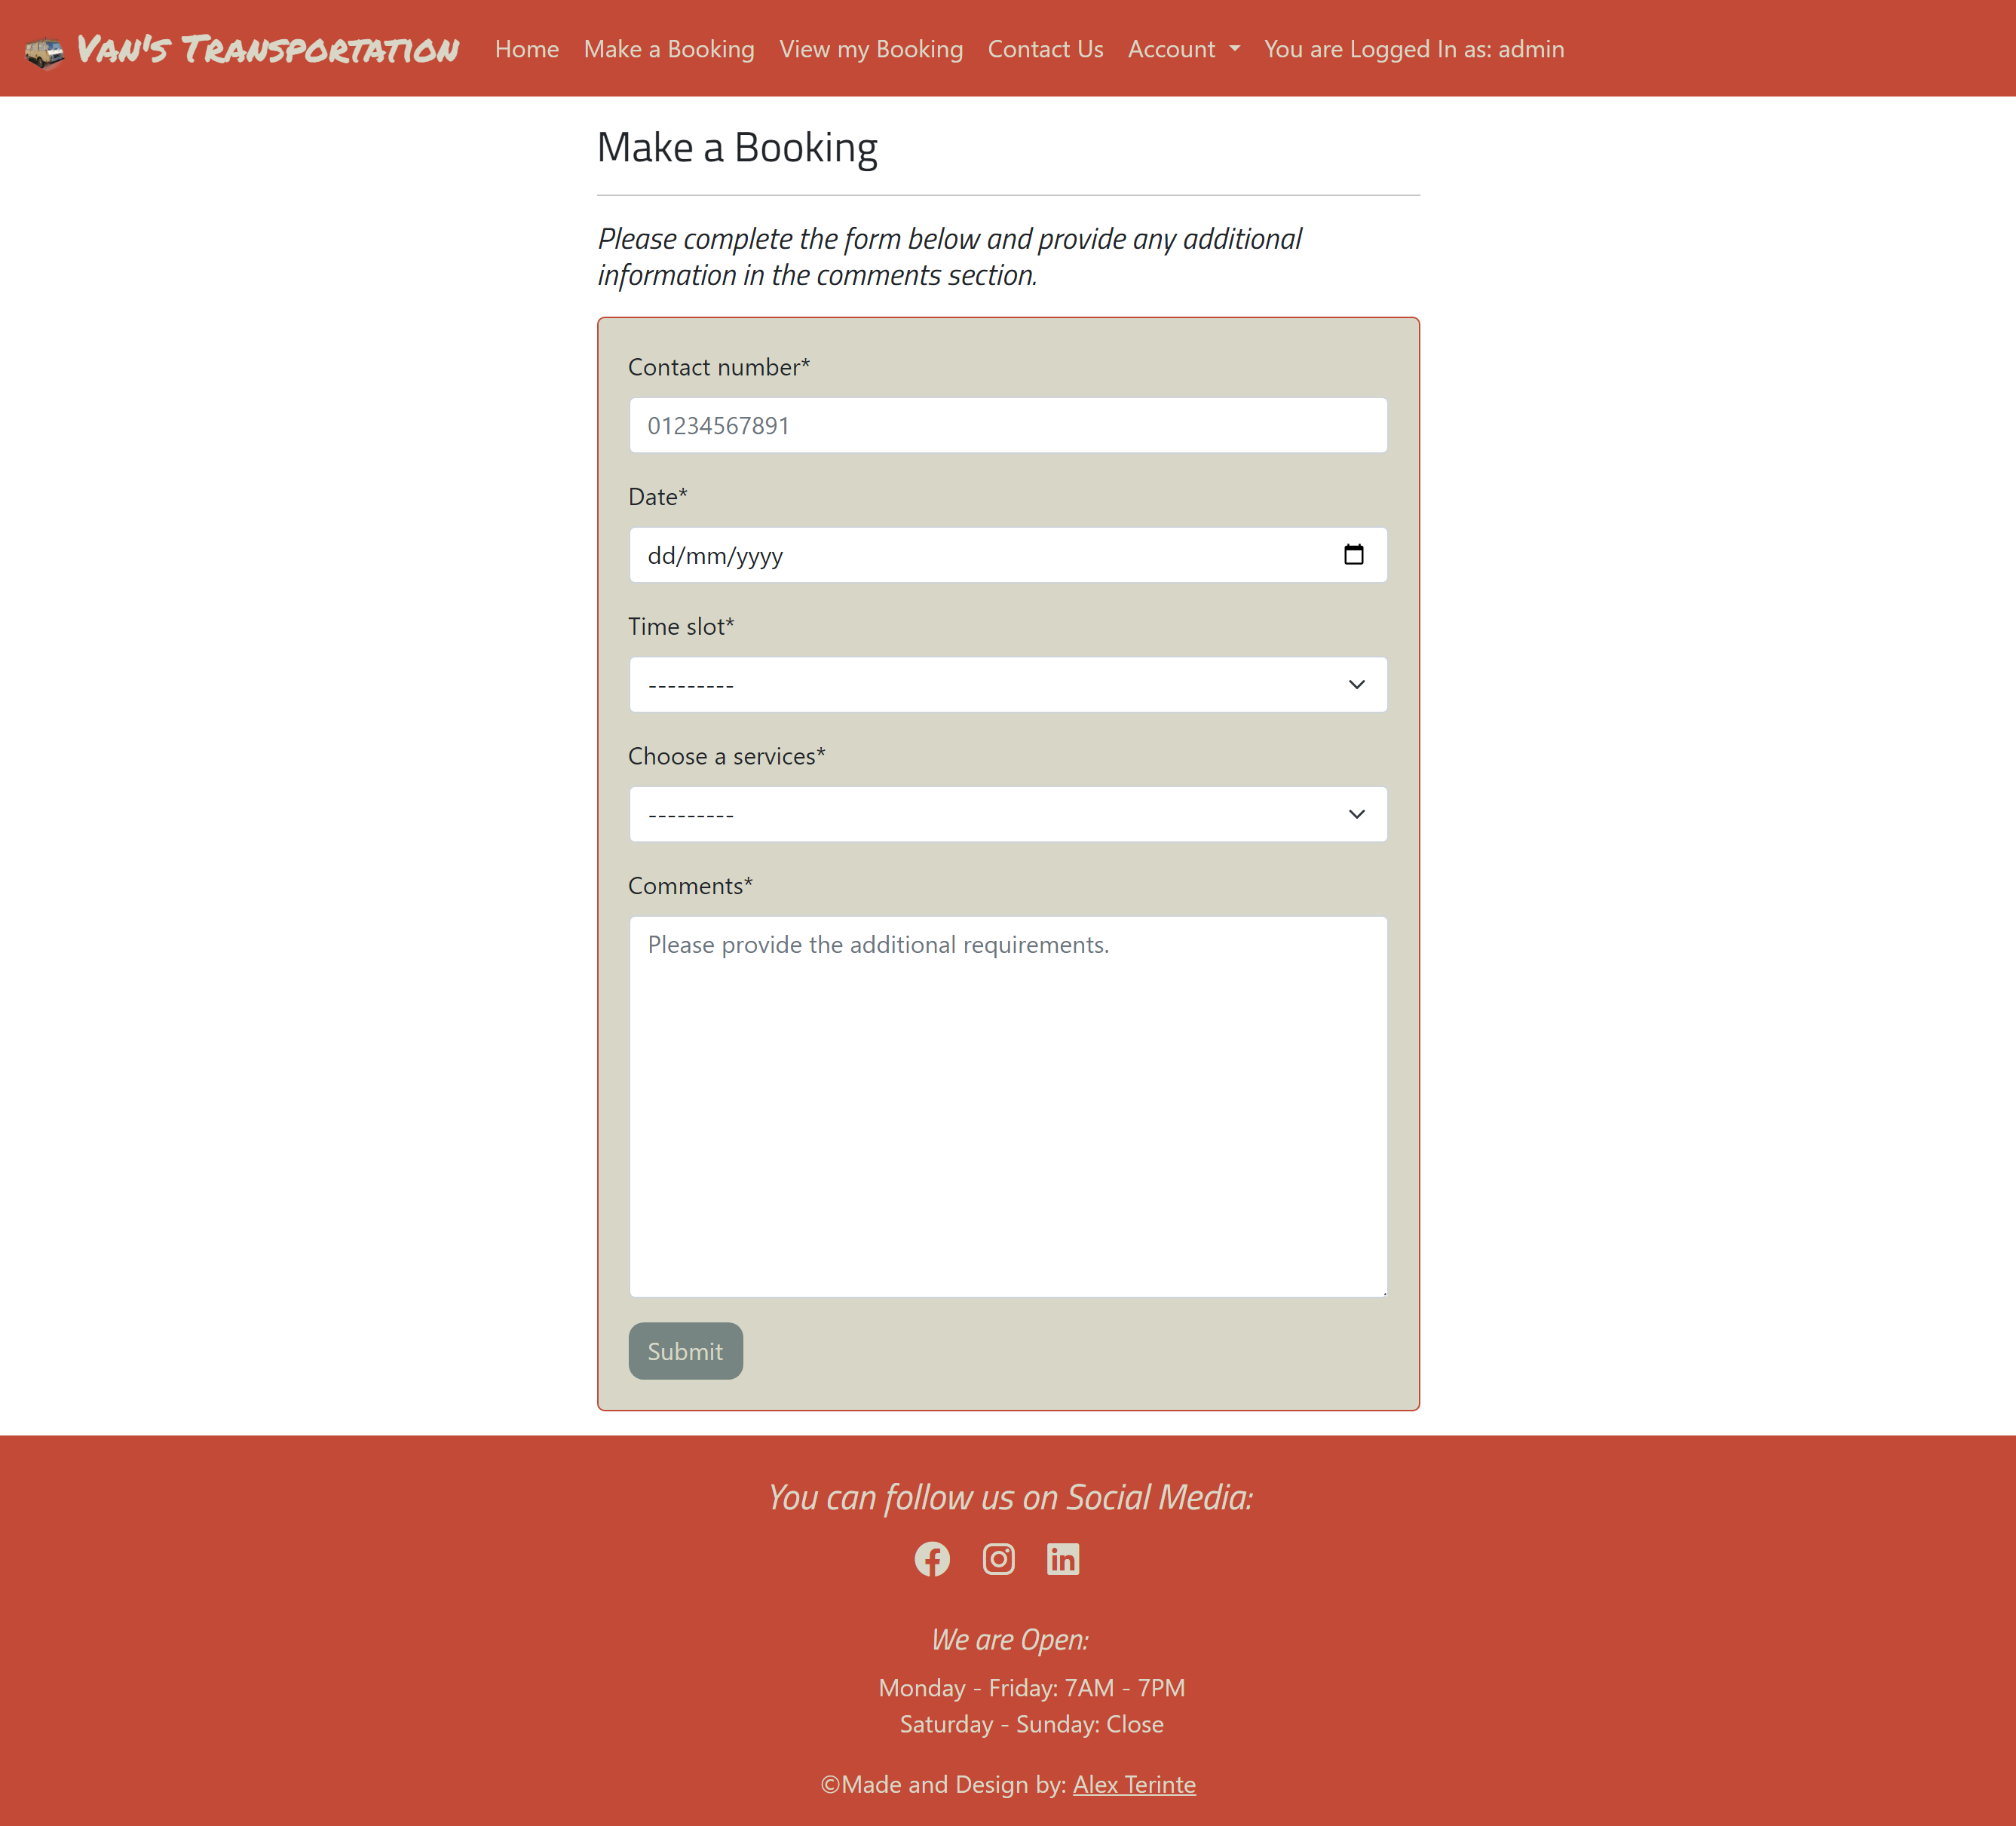 Van's Transportation Home Make a Booking View my Booking Contact Us Account You are Logged In as: admin
Make a Booking
Please complete the form below and provide any additional
information in the comments section.
Contact number*
01234567891
Date*
dd/mm/yyyy
Time slot*
---------
Choose a services*
---------
Comments*
Please provide the additional requirements.
Submit
You can follow us on Social Media:
We are Open:
Monday - Friday: 7AM - 7PM
Saturday - Sunday: Close
©Made and Design by: Alex Terinte